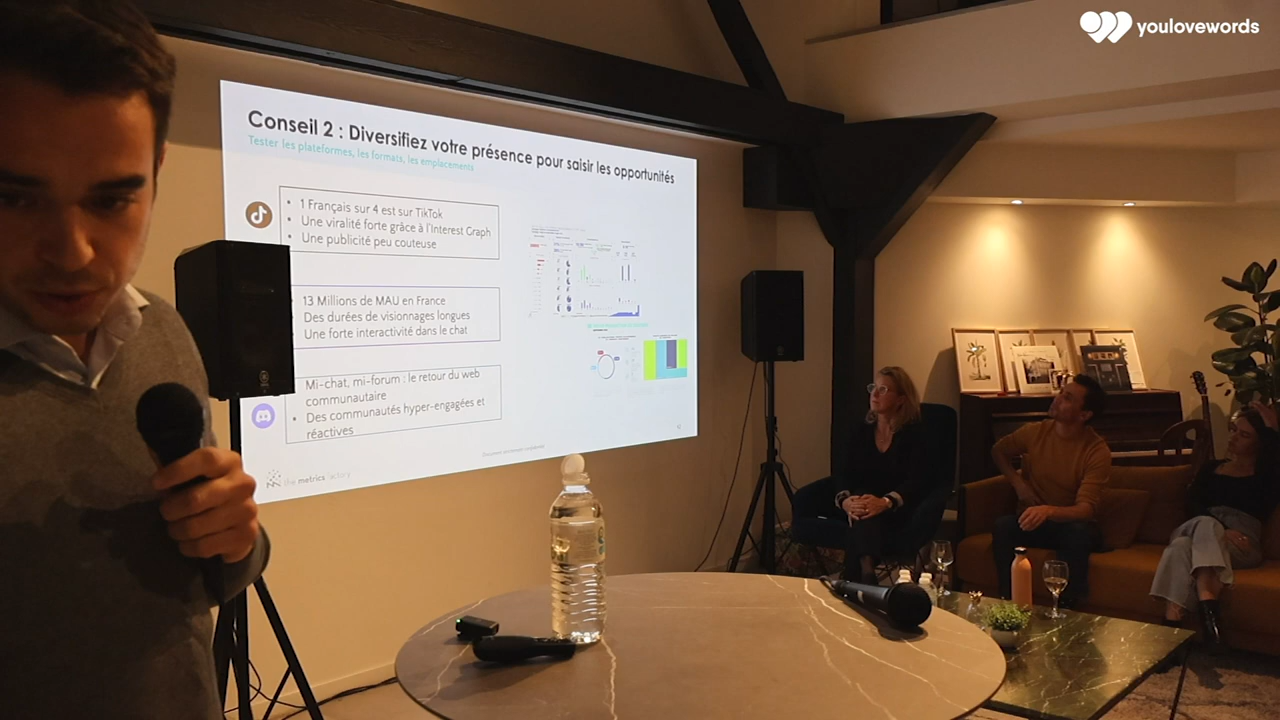 youlovewords
Conseil 2 : Diversifiez votre présence pour saisir les opportunités
Tester les plateformes, les formats, les emplacements
• 1 Français sur 4 est sur TikTok
• Une viralité forte grâce à l'Interest Graph
• Une publicité peu couteuse
13 Millions de MAU en France
Des durées de visionnages longues
Une forte interactivité dans le chat
Mi-chat, mi-forum : le retour du web
communautaire
• Des communautés hyper-engagées et
réactives
the metrics factory